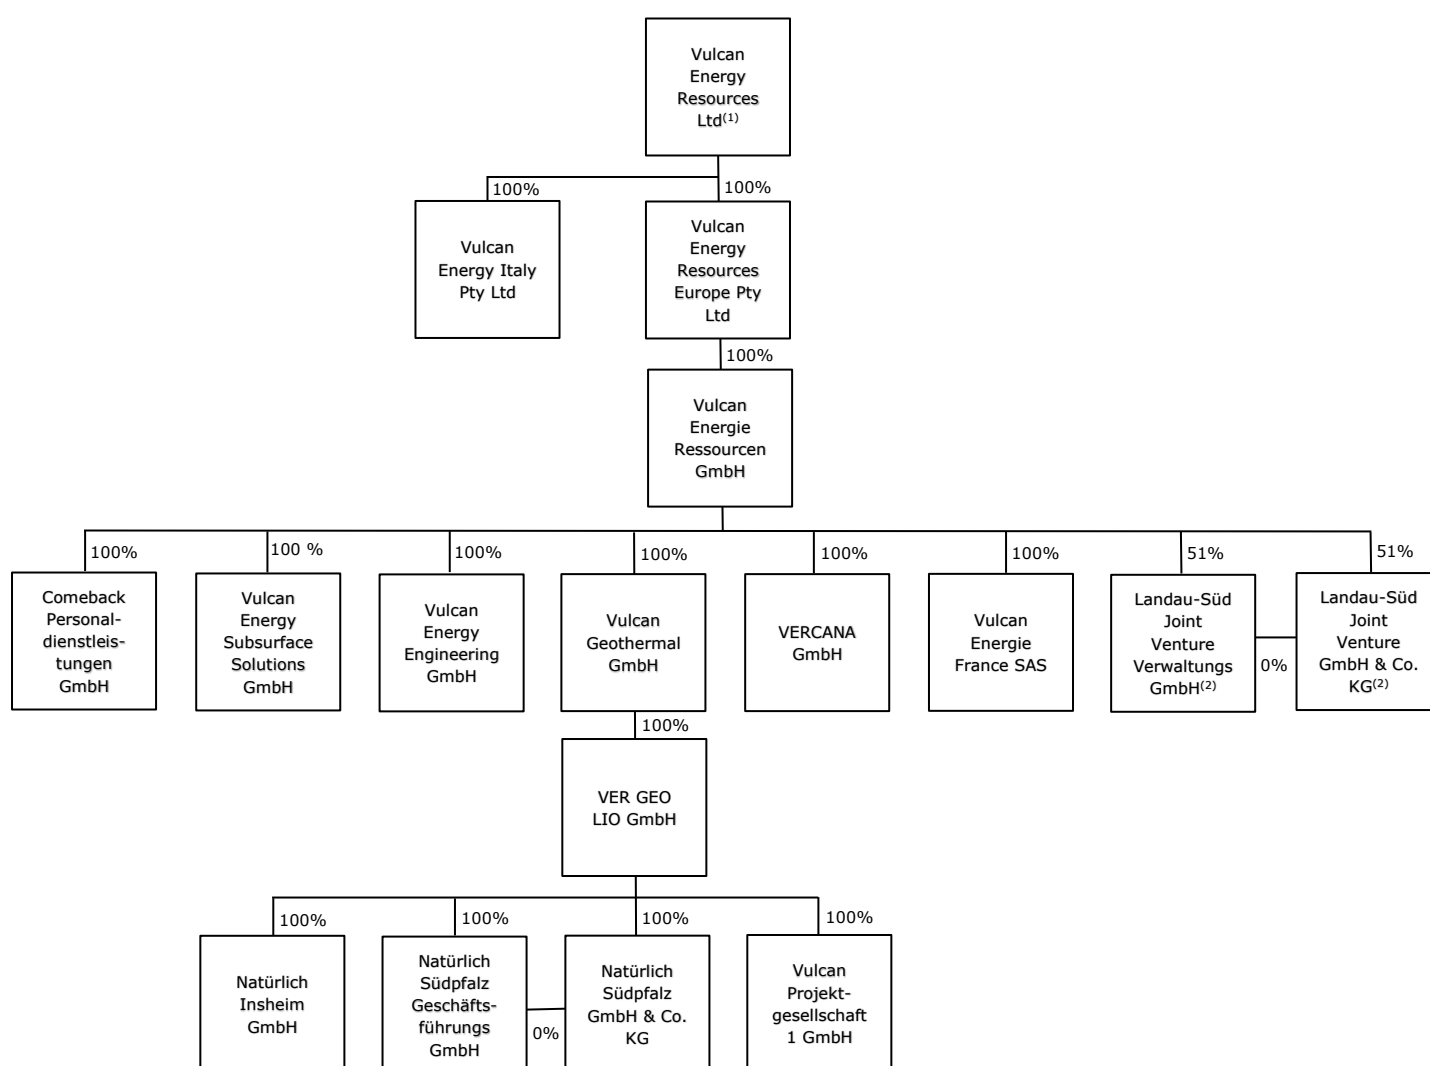 Vulcan
Energy
Resources
Ltd(1)
100%
100%
Vulcan
Energy Italy
Pty Ltd
Vulcan
Energy
Resources
Europe Pty
Ltd
100%
Vulcan
Energie
Ressourcen
GmbH
100%
100 %
100%
100%
100%
100%
51%
51%
Comeback
Personal-
dienstleis-
tungen
GmbH
Vulcan
Energy
Subsurface
Solutions
GmbH
Vulcan
Energy
Engineering
GmbH
Vulcan
Geothermal
GmbH
VERCANA
GmbH
Vulcan
Energie
France SAS
Landau-Süd
Joint
Venture
Verwaltungs
GmbH(2)
0%
Landau-Süd
Joint
Venture
GmbH & Co.
KG(2)
100%
VER GEO
LIO GmbH
100%
100%
100%
100%
Natürlich
Insheim
GmbH
Natürlich
Südpfalz
Geschäfts-
führungs
GmbH
0%
Natürlich
Südpfalz
GmbH & Co.
KG
Vulcan
Projekt-
gesellschaft
1 GmbH